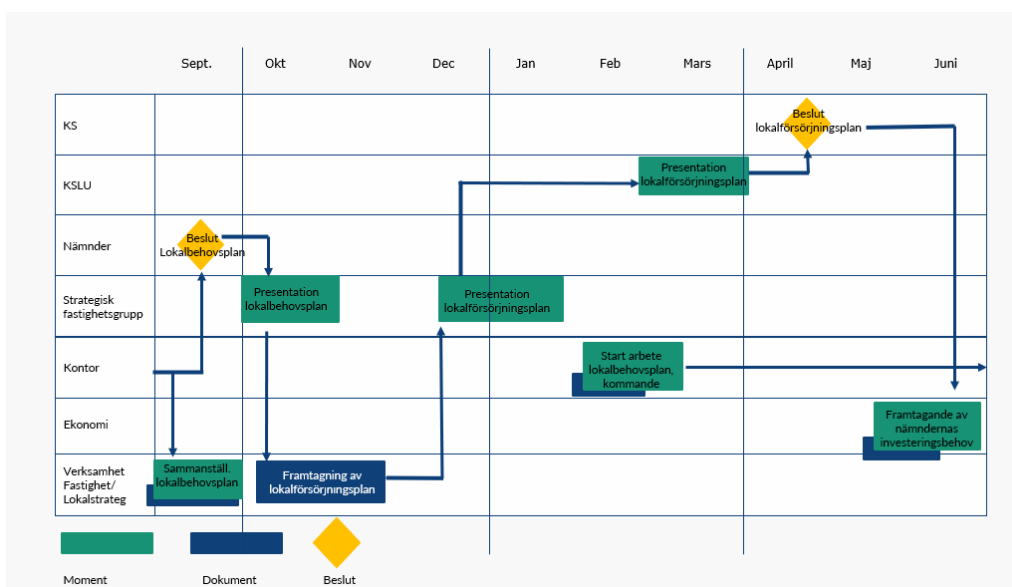 Sept.
Okt
Nov
Dec
Jan
Feb
Mars
April
Maj
Juni
KS
Beslut
lokalförsörjningsplan
KSLU
Presentation
lokalförsörjningsplan
Nämnder
Beslut
Lokalbehovsplan
Strategisk
fastighetsgrupp
Presentation
lokalbehovsplan
Presentation
lokalförsörjningsplan
Kontor
Start arbete
lokalbehovsplan,
kommande
Ekonomi
Framtagande av
nämndernas
investeringsbehov
Verksamhet
Fastighet/
Lokalstrateg
Sammanställ.
lokalbehovsplan
Framtagning av
lokalförsörjningsplan
Moment
Dokument
Beslut